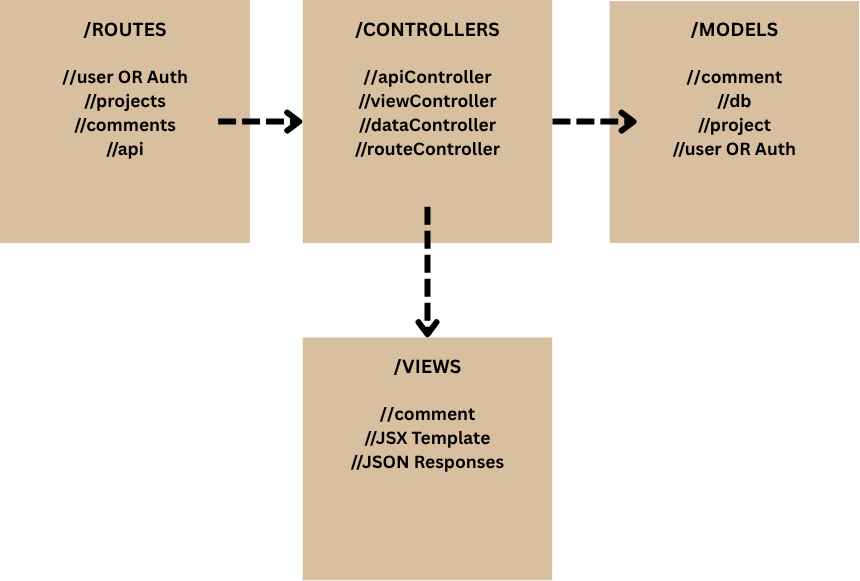 /ROUTES
//user OR Auth
//projects
//comments
//api
/CONTROLLERS
//apiController
//viewController
//dataController
//routeController
/MODELS
//comment
//db
//project
//user OR Auth
/VIEWS
//comment
//JSX Template
//JSON Responses